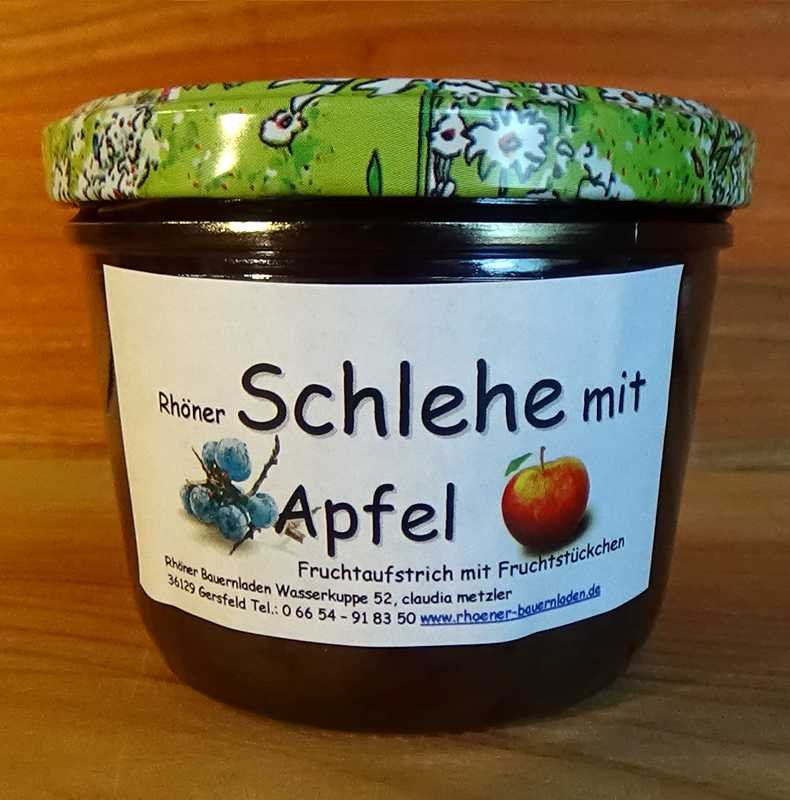 Rhöner Schlehe mit
Apfel
Fruchtaufstrich mit Fruchtstückchen
Rhöner Bauernladen Wasserkuppe 52, claudia metzler
36129 Gersfeld Tel.: 0 66 54 - 91 83 50 www.rhoener-bauernladen.de